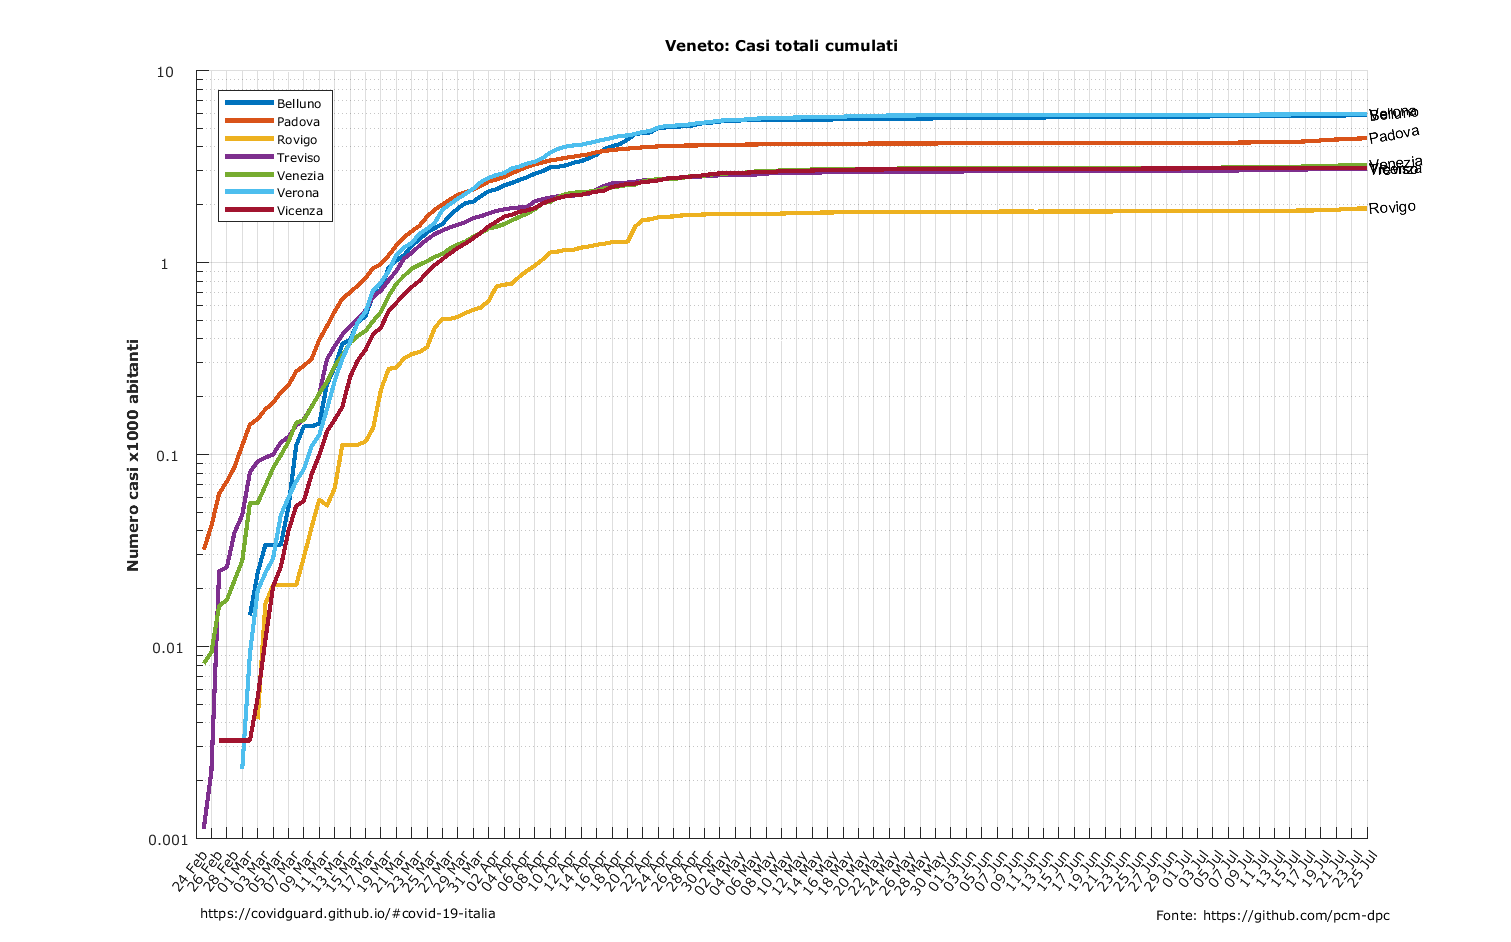 Veneto: Casi totali cumulati
Numero casi x1000 abitanti
10
1
0.1
0.01
0.001
Belluno
Padova
Rovigo
Treviso
Venezia
Verona
Vicenza
Verona
Belluno
Padova
Venezia
Treviso
Vicenza
Rovigo
24 Feb
26 Feb
28 Feb
01 Mar
03 Mar
05 Mar
07 Mar
09 Mar
11 Mar
13 Mar
15 Mar
17 Mar
19 Mar
21 Mar
23 Mar
25 Mar
27 Mar
29 Mar
31 Mar
02 Apr
04 Apr
06 Apr
08 Apr
10 Apr
12 Apr
14 Apr
16 Apr
18 Apr
20 Apr
22 Apr
24 Apr
26 Apr
28 Apr
30 Apr
02 May
04 May
06 May
08 May
10 May
12 May
14 May
16 May
18 May
20 May
22 May
24 May
26 May
28 May
30 May
01 Jun
03 Jun
05 Jun
07 Jun
09 Jun
11 Jun
13 Jun
15 Jun
17 Jun
19 Jun
21 Jun
23 Jun
25 Jun
27 Jun
29 Jun
01 Jul
03 Jul
05 Jul
07 Jul
09 Jul
11 Jul
13 Jul
15 Jul
17 Jul
19 Jul
21 Jul
23 Jul
25 Jul
https://covidguard.github.io/#covid-19-italia
Fonte: https://github.com/pcm-dpc